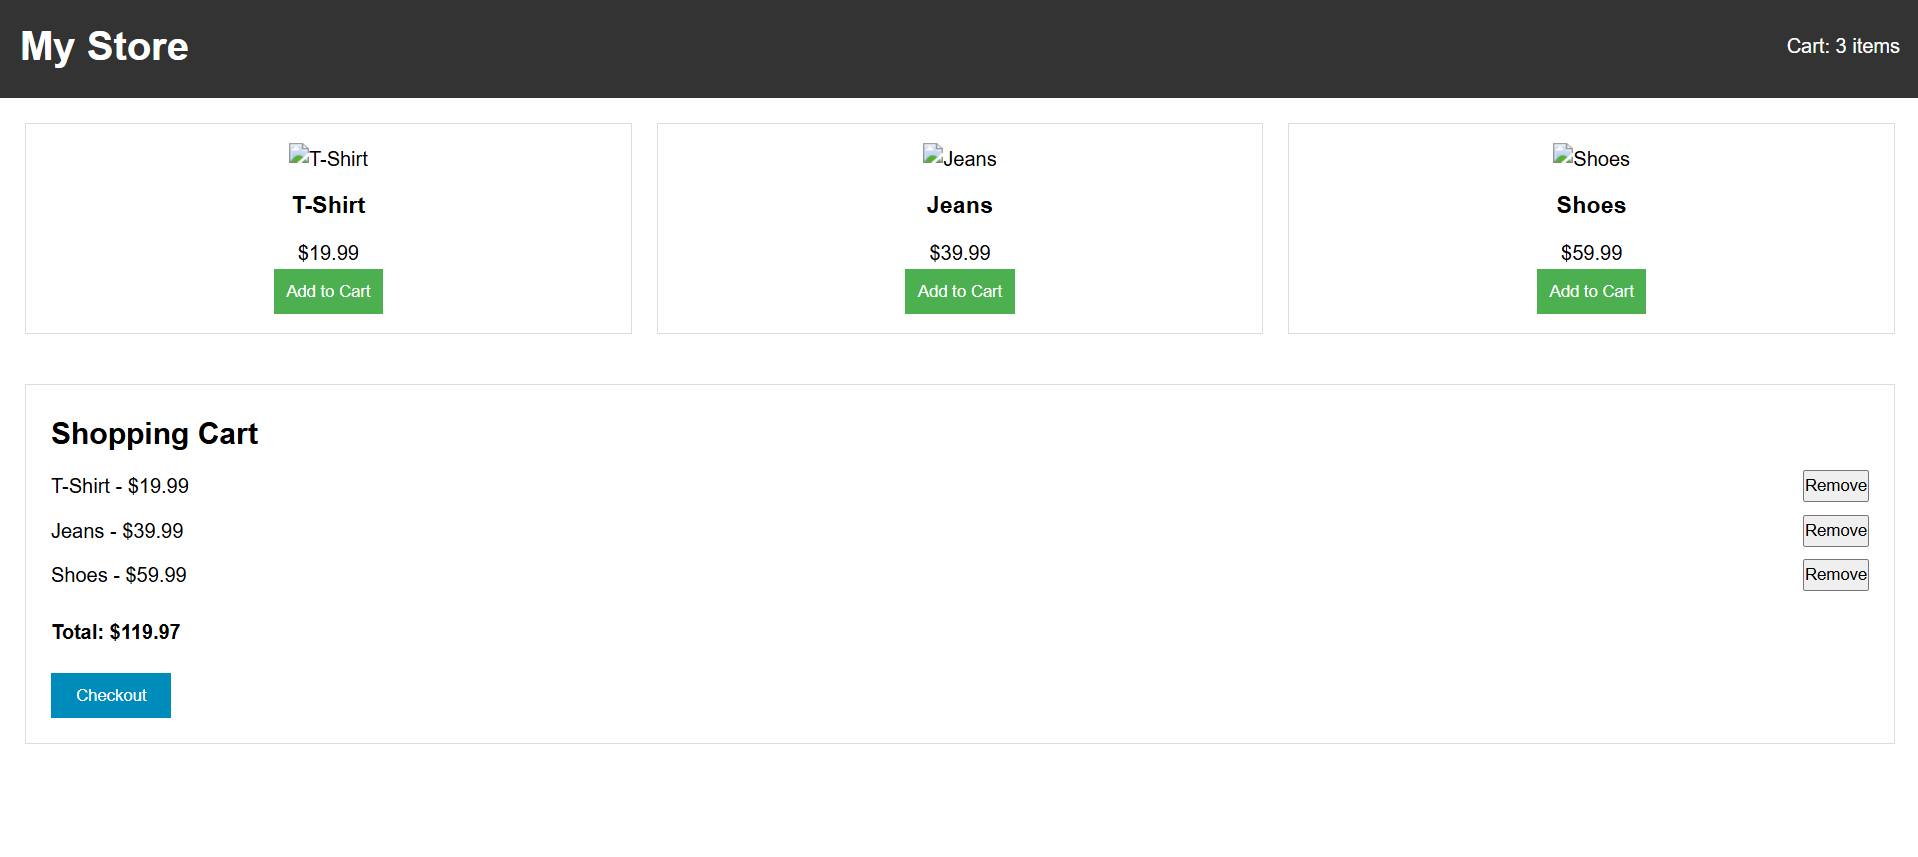 My Store
Cart: 3 items
T-Shirt
Jeans
Shoes
T-Shirt
Jeans
Shoes
$19.99
$39.99
$59.99
Add to Cart
Add to Cart
Add to Cart
Shopping Cart
T-Shirt - $19.99
Remove
Jeans - $39.99
Remove
Shoes - $59.99
Remove
Total: $119.97
Checkout